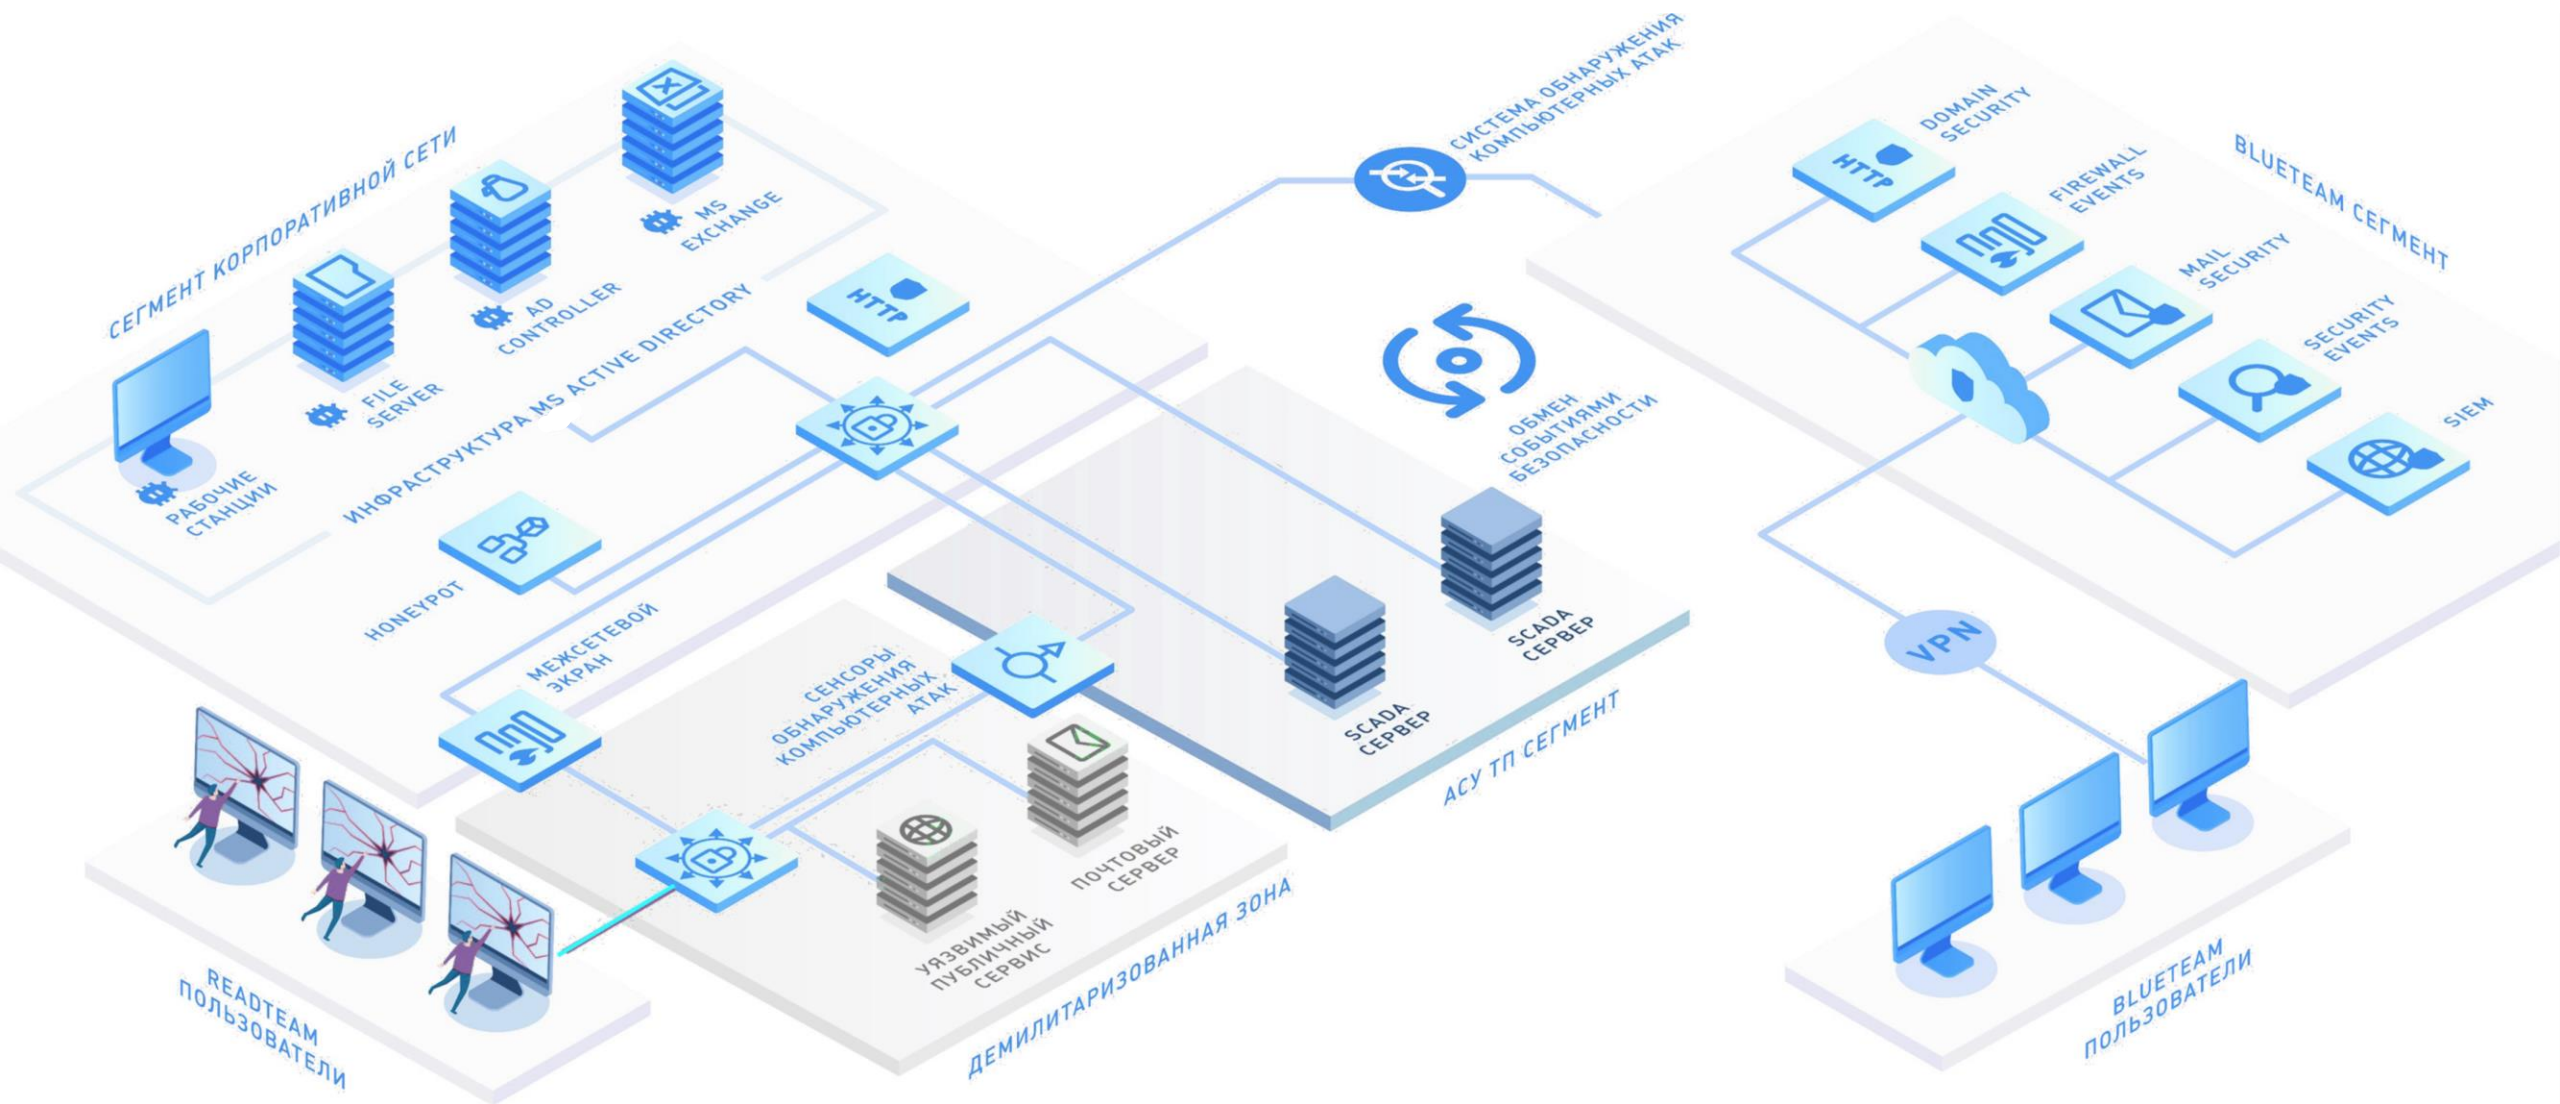 СЕГМЕНТ КОРПОРАТИВНОЙ СЕТИ
MS
EXCHANGE
AD
CONTROLLER
FILE
SERVER
РАБОЧИЕ
СТАНЦИИ
ИНФРАСТРУКТУРА MS ACTIVE DIRECTORY
HTTP
HONEYPOT
МЕЖСЕТЕВОЙ
ЭКРАН
СИСТЕМА ОБНАРУЖЕНИЯ
КОМПЬЮТЕРНЫХ АТАК
ОБМЕН
СОБЫТИЯМИ
БЕЗОПАСНОСТИ
СЕНСОРЫ
ОБНАРУЖЕНИЯ
КОМПЬЮТЕРНЫХ
АТАК
SCADA
СЕРВЕР
SCADA
СЕРВЕР
АСУ ТП СЕГМЕНТ
ПОЧТОВЫЙ
СЕРВЕР
УЯЗВИМЫЙ
ПУБЛИЧНЫЙ
СЕРВИС
ДЕМИЛИТАРИЗОВАННАЯ ЗОНА
READTEAM
ПОЛЬЗОВАТЕЛИ
HTTP
DOMAIN
SECURITY
FIREWALL
EVENTS
MAIL
SECURITY
SECURITY
EVENTS
SIEM
BLUETEAM СЕГМЕНТ
VPN
BLUETEAM
ПОЛЬЗОВАТЕЛИ